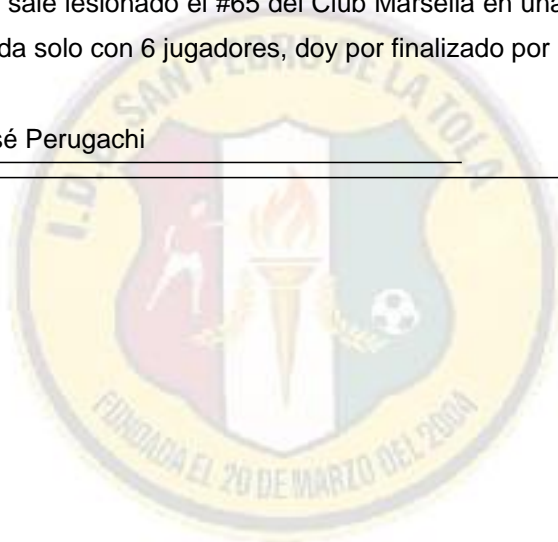 sale lesionado el #65 del Club Marsella en una
da solo con 6 jugadores, doy por finalizado por
sé Perugachi
SAN PEDRO DE LA TOLA
FUNDADA EL 20 DE MARZO DEL 2004